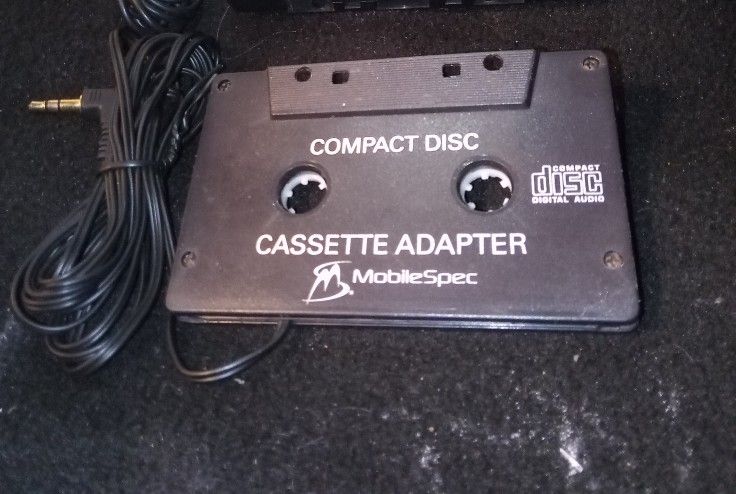 COMPACT DISC
COMPACT
disc
DIGITAL AUDIO
CASSETTE ADAPTER
M® MobileSpec